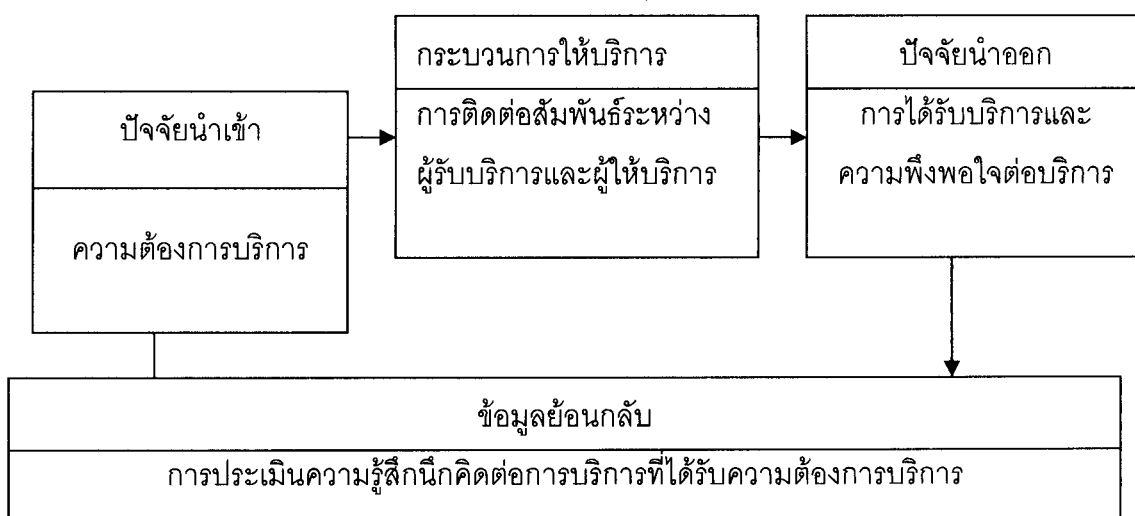 ปัจจัยนำเข้า
ความต้องการบริการ
กระบวนการให้บริการ
การติดต่อสัมพันธ์ระหว่าง
ผู้รับบริการและผู้ให้บริการ
ปัจจัยนำออก
การได้รับบริการและ
ความพึงพอใจต่อบริการ
ข้อมูลย้อนกลับ
การประเมินความรู้สึกนึกคิดต่อการบริการที่ได้รับความต้องการบริการ